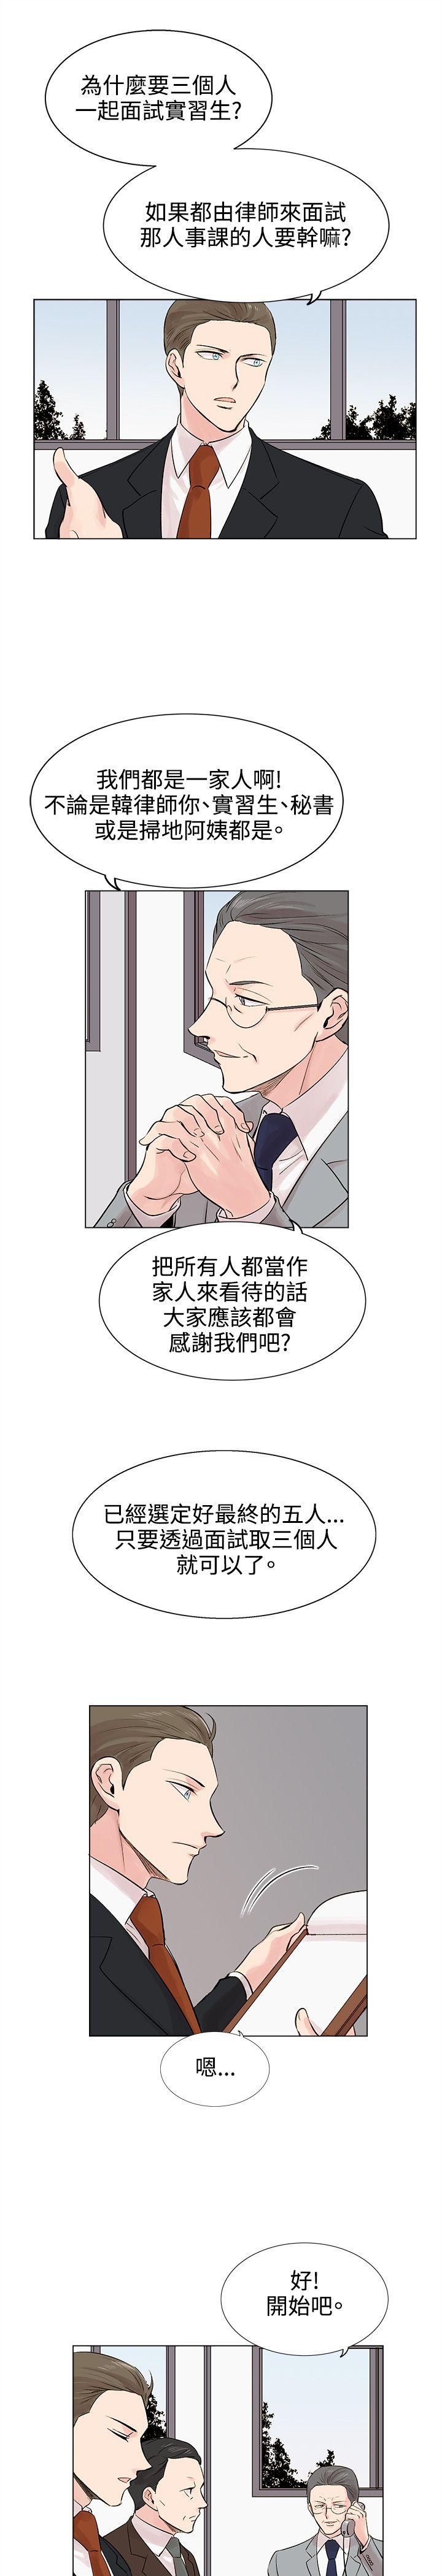 為什麼要三個人
一起面試實習生?
如果都由律師來面試
那人事課的人要幹嘛?
我們都是一家人啊!
不論是韓律師你、實習生、秘書
或是掃地阿姨都是。
把所有人都當作
家人來看待的話
大家應該都會
感謝我們吧?
已經選定好最終的五人...
只要透過面試取三個人
就可以了。
嗯...
好!
開始吧。